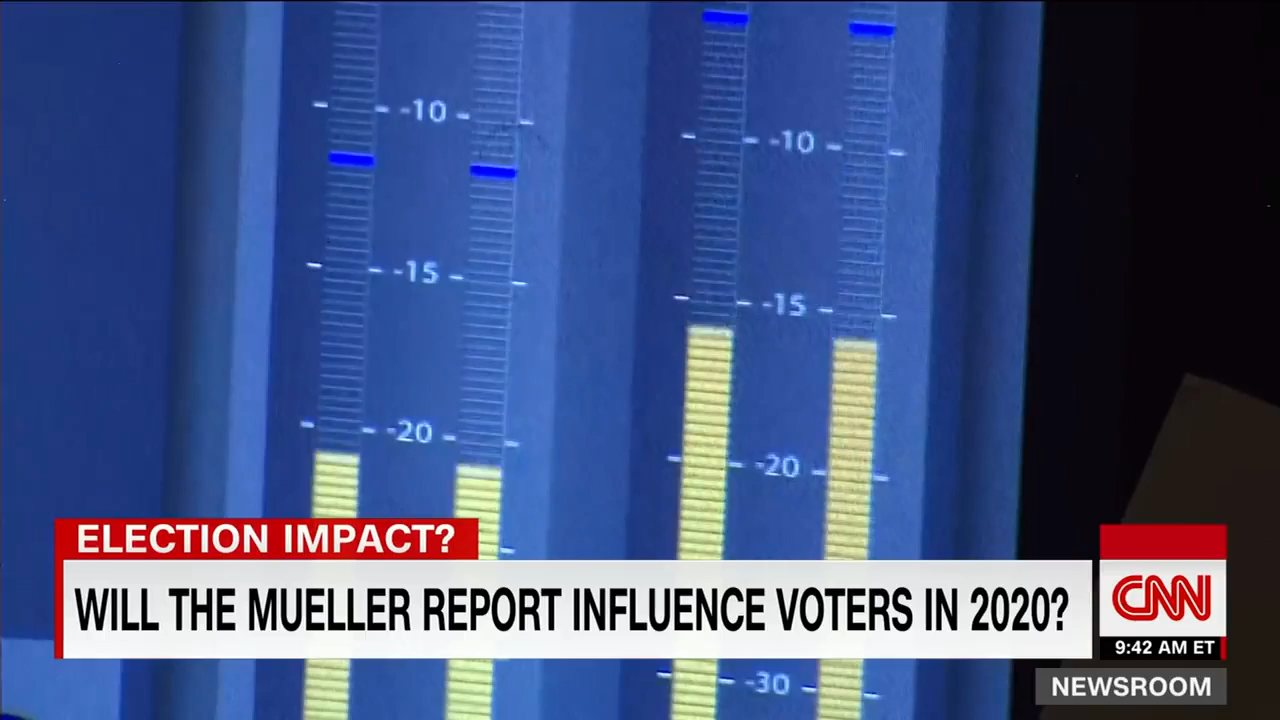 -10
-10
-15
-15
-20
-20
ELECTION IMPACT?
WILL THE MUELLER REPORT INFLUENCE VOTERS IN 2020?
CNN
9:42 AM ET
-30
NEWSROOM